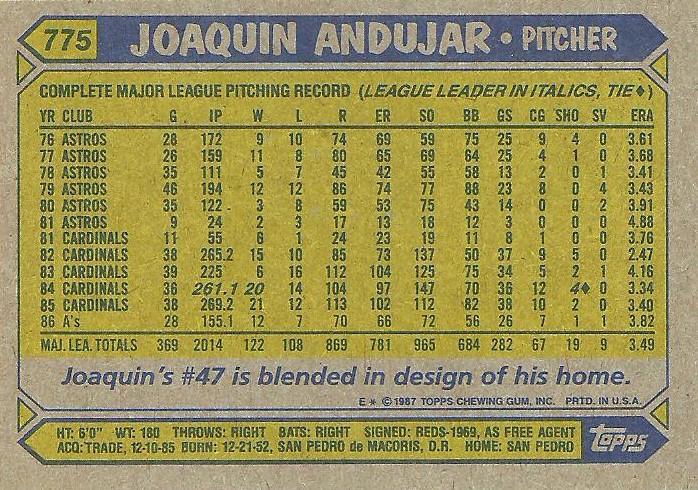 775 JOAQUIN ANDUJAR • PITCHER
COMPLETE MAJOR LEAGUE PITCHING RECORD (LEAGUE LEADER IN ITALICS, TIE♦)
YR CLUB G IP W L R ER SO BB GS CG SHO SV ERA
76 ASTROS 28 172 9 10 74 69 59 75 25 9 4 0 3.61
77 ASTROS 26 159 11 8 80 65 69 64 25 4 1 0 3.68
78 ASTROS 35 111 5 7 45 42 55 58 13 2 0 1 3.41
79 ASTROS 46 194 12 12 86 74 77 88 23 8 0 4 3.43
80 ASTROS 35 122 3 8 59 53 75 43 14 0 0 2 3.91
81 ASTROS 9 24 2 3 17 13 18 12 3 0 0 0 4.88
81 CARDINALS 11 55 6 1 24 23 19 11 8 1 0 0 3.76
82 CARDINALS 38 265.2 15 10 85 73 137 50 37 9 5 0 2.47
83 CARDINALS 39 225 6 16 112 104 125 75 34 5 2 1 4.16
84 CARDINALS 36 261.1 20 14 104 97 147 70 36 12 4♦ 0 3.34
85 CARDINALS 38 269.2 21 12 113 102 112 82 38 10 2 0 3.40
86 A's 28 155.1 12 7 70 66 72 56 26 7 1 1 3.82
MAJ. LEA. TOTALS 369 2014 122 108 869 781 965 684 282 67 19 9 3.49
Joaquin's #47 is blended in design of his home.
E * © 1987 TOPPS CHEWING GUM, INC. PRTD. IN U.S.A.
HT: 6'0" WT: 180 THROWS: RIGHT BATS: RIGHT SIGNED: REDS-1969, AS FREE AGENT
ACQ: TRADE, 12-10-85 BORN: 12-21-52, SAN PEDRO de MACORIS, D.R. HOME: SAN PEDRO
topps